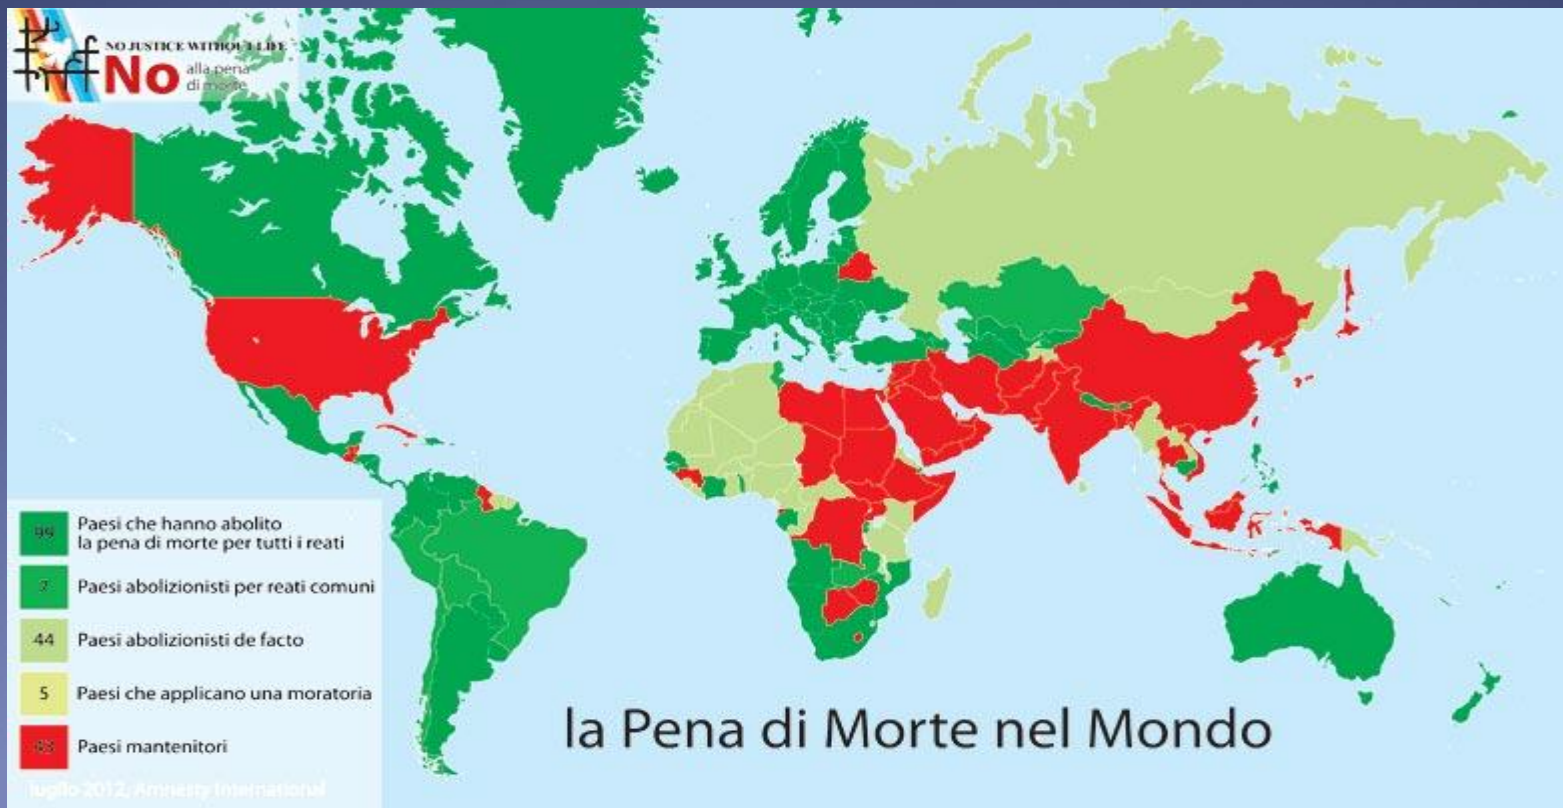 NO JUSTICE WITHOUT LIFE
No alla pena
di morte
99 Paesi che hanno abolito
la pena di morte per tutti i reati
7 Paesi abolizionisti per reati comuni
44 Paesi abolizionisti de facto
5 Paesi che applicano una moratoria
43 Paesi mantenitori
la Pena di Morte nel Mondo
luglio 2012, Amnesty International